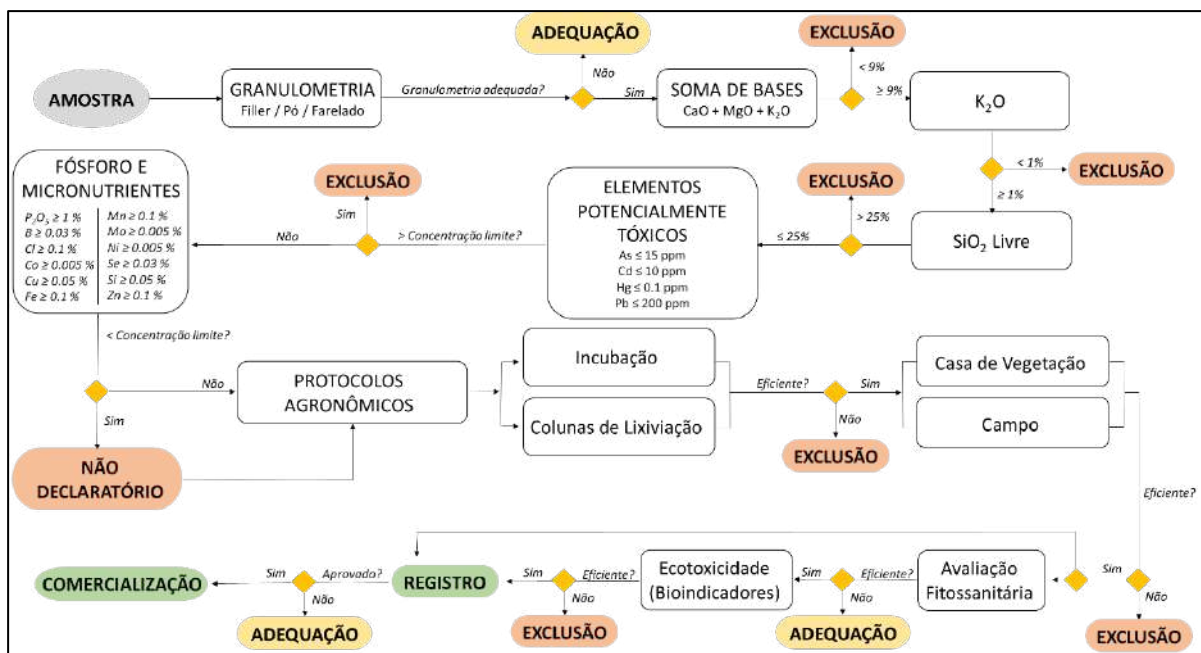 AMOSTRA
GRANULOMETRIA
Filler / Pó / Farelado
Granulometria adequada?
ADEQUAÇÃO
Não
Sim
SOMA DE BASES
CaO + MgO + K₂O
EXCLUSÃO
< 9%
≥ 9%
K₂O
< 1%
EXCLUSÃO
≥ 1%
SiO₂ Livre
EXCLUSÃO
> 25%
≤ 25%
ELEMENTOS
POTENCIALMENTE
TÓXICOS
As ≤ 15 ppm
Cd ≤ 10 ppm
Hg ≤ 0.1 ppm
Pb ≤ 200 ppm
> Concentração limite?
EXCLUSÃO
Sim
Não
FÓSFORO E
MICRONUTRIENTES
P₂O₅ ≥ 1 %
B ≥ 0.03 %
Cl ≥ 0.1 %
Co ≥ 0.005 %
Cu ≥ 0.05 %
Fe ≥ 0.1 %
Mn ≥ 0.1 %
Mo ≥ 0.005 %
Ni ≥ 0.005 %
Se ≥ 0.03 %
Si ≥ 0.05 %
Zn ≥ 0.1 %
< Concentração limite?
Não
Sim
NÃO
DECLARATÓRIO
PROTOCOLOS
AGRONÔMICOS
Incubação
Colunas de Lixiviação
Eficiente?
Sim
Não
EXCLUSÃO
Casa de Vegetação
Campo
Eficiente?
Sim
Não
EXCLUSÃO
Avaliação
Fitossanitária
Eficiente?
Sim
Não
ADEQUAÇÃO
Ecotoxicidade
(Bioindicadores)
Eficiente?
Sim
Não
EXCLUSÃO
REGISTRO
Aprovado?
Sim
Não
ADEQUAÇÃO
COMERCIALIZAÇÃO